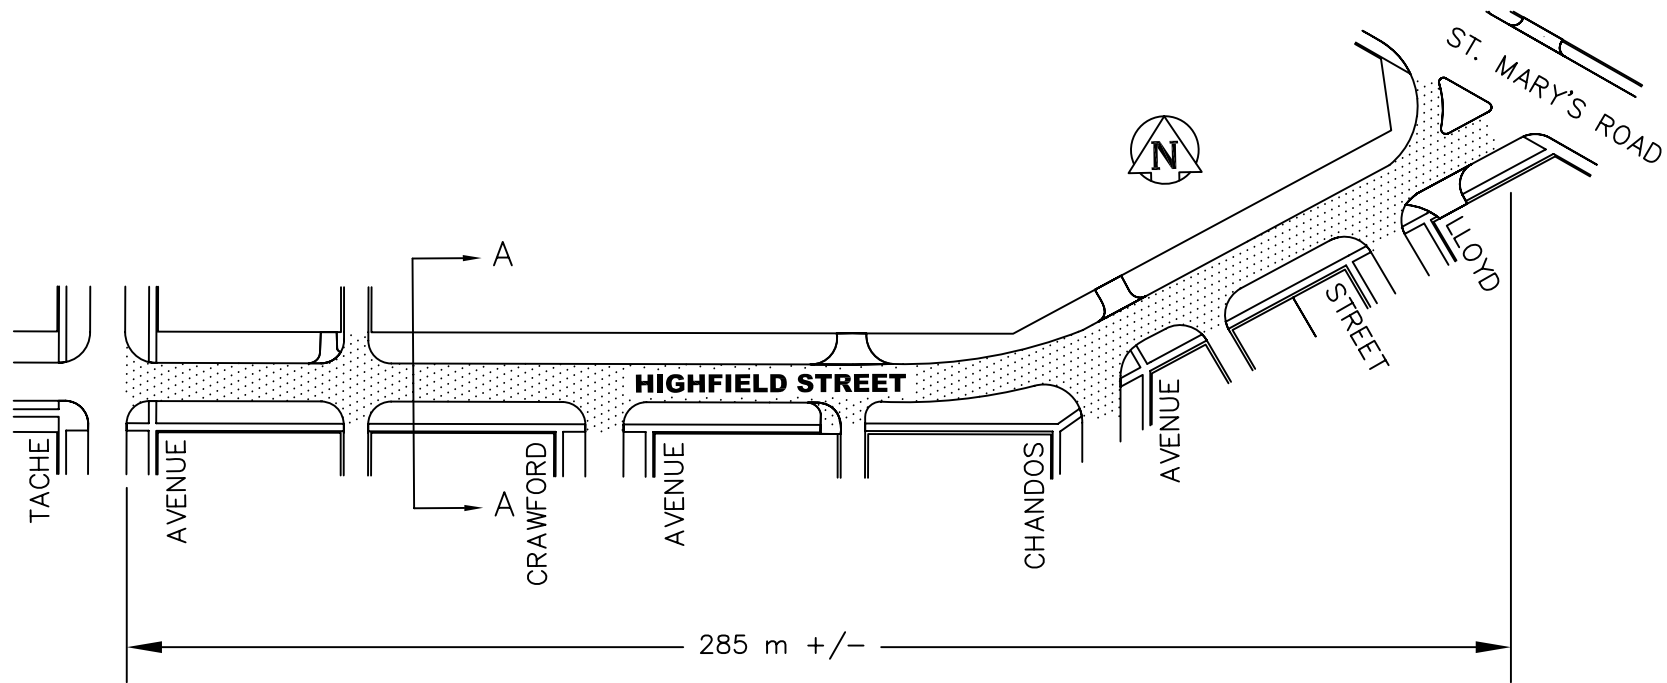 ST. MARY'S ROAD
N
A
LLOYD
STREET
HIGHFIELD STREET
TACHE
AVENUE
A
CRAWFORD
AVENUE
CHANDOS
AVENUE
285 m +/-